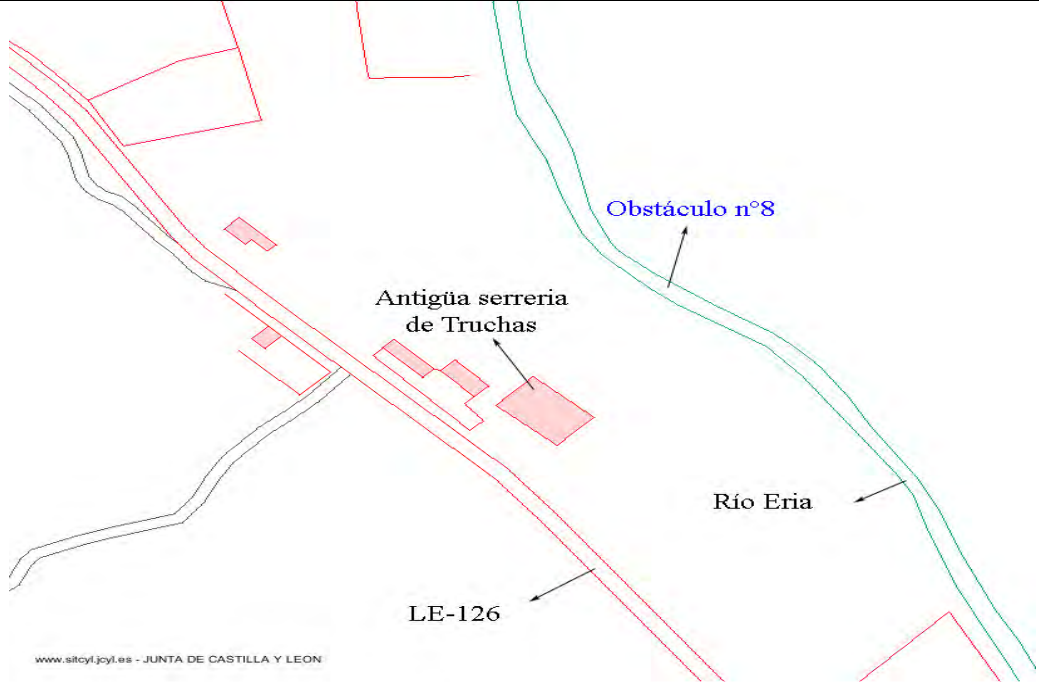 Obstáculo n°8
Antigüa serreria
de Truchas
Río Eria
LE-126
www.sitcyl.jcyl.es - JUNTA DE CASTILLA Y LEON